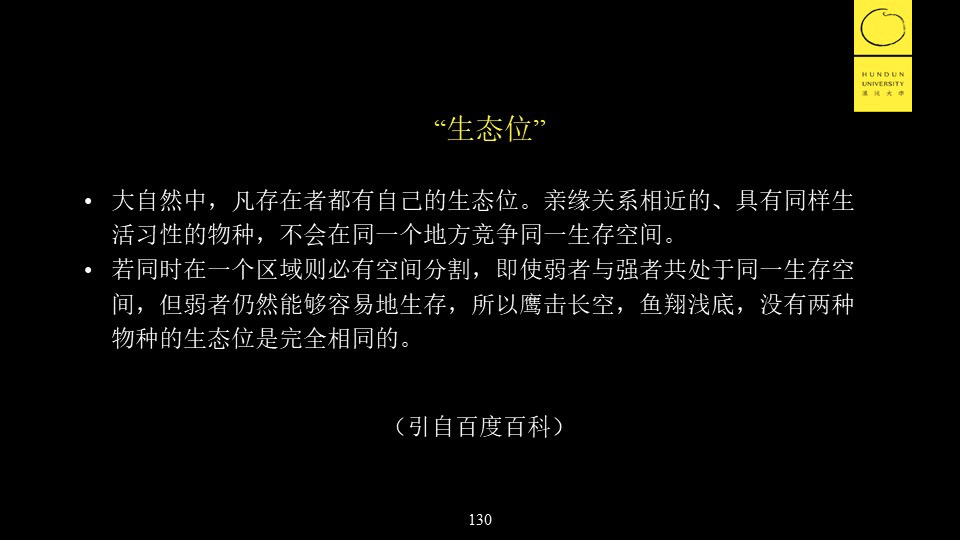 HUNDUN
UNIVERSITY
混沌大学
“生态位”
• 大自然中，凡存在者都有自己的生态位。亲缘关系相近的、具有同样生
活习性的物种，不会在同一个地方竞争同一生存空间。
• 若同时在一个区域则必有空间分割，即使弱者与强者共处于同一生存空
间，但弱者仍然能够容易地生存，所以鹰击长空，鱼翔浅底，没有两种
物种的生态位是完全相同的。
（引自百度百科）
130